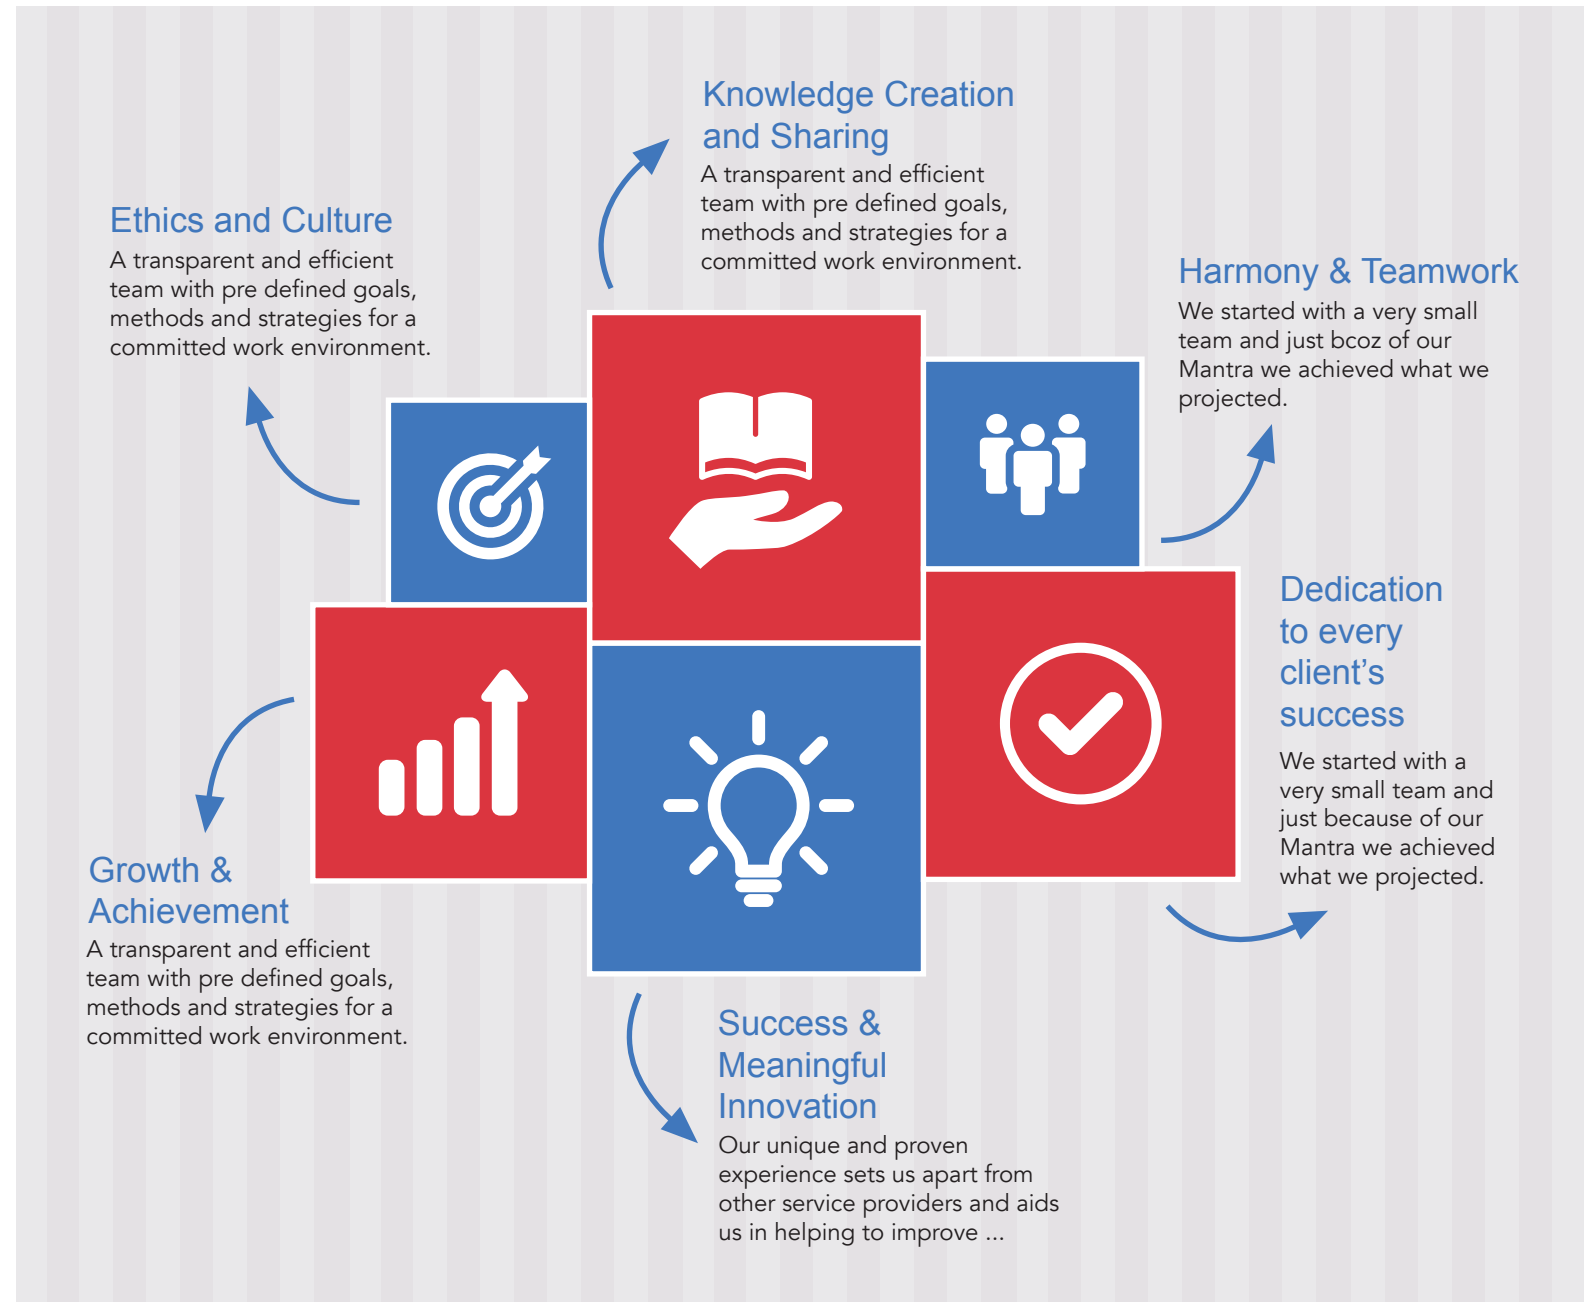 Knowledge Creation
and Sharing
A transparent and efficient
team with pre defined goals,
methods and strategies for a
committed work environment.
Ethics and Culture
A transparent and efficient
team with pre defined goals,
methods and strategies for a
committed work environment.
Harmony & Teamwork
We started with a very small
team and just bcoz of our
Mantra we achieved what we
projected.
Dedication
to every
client’s
success
We started with a
very small team and
just because of our
Mantra we achieved
what we projected.
Growth &
Achievement
A transparent and efficient
team with pre defined goals,
methods and strategies for a
committed work environment.
Success &
Meaningful
Innovation
Our unique and proven
experience sets us apart from
other service providers and aids
us in helping to improve ...